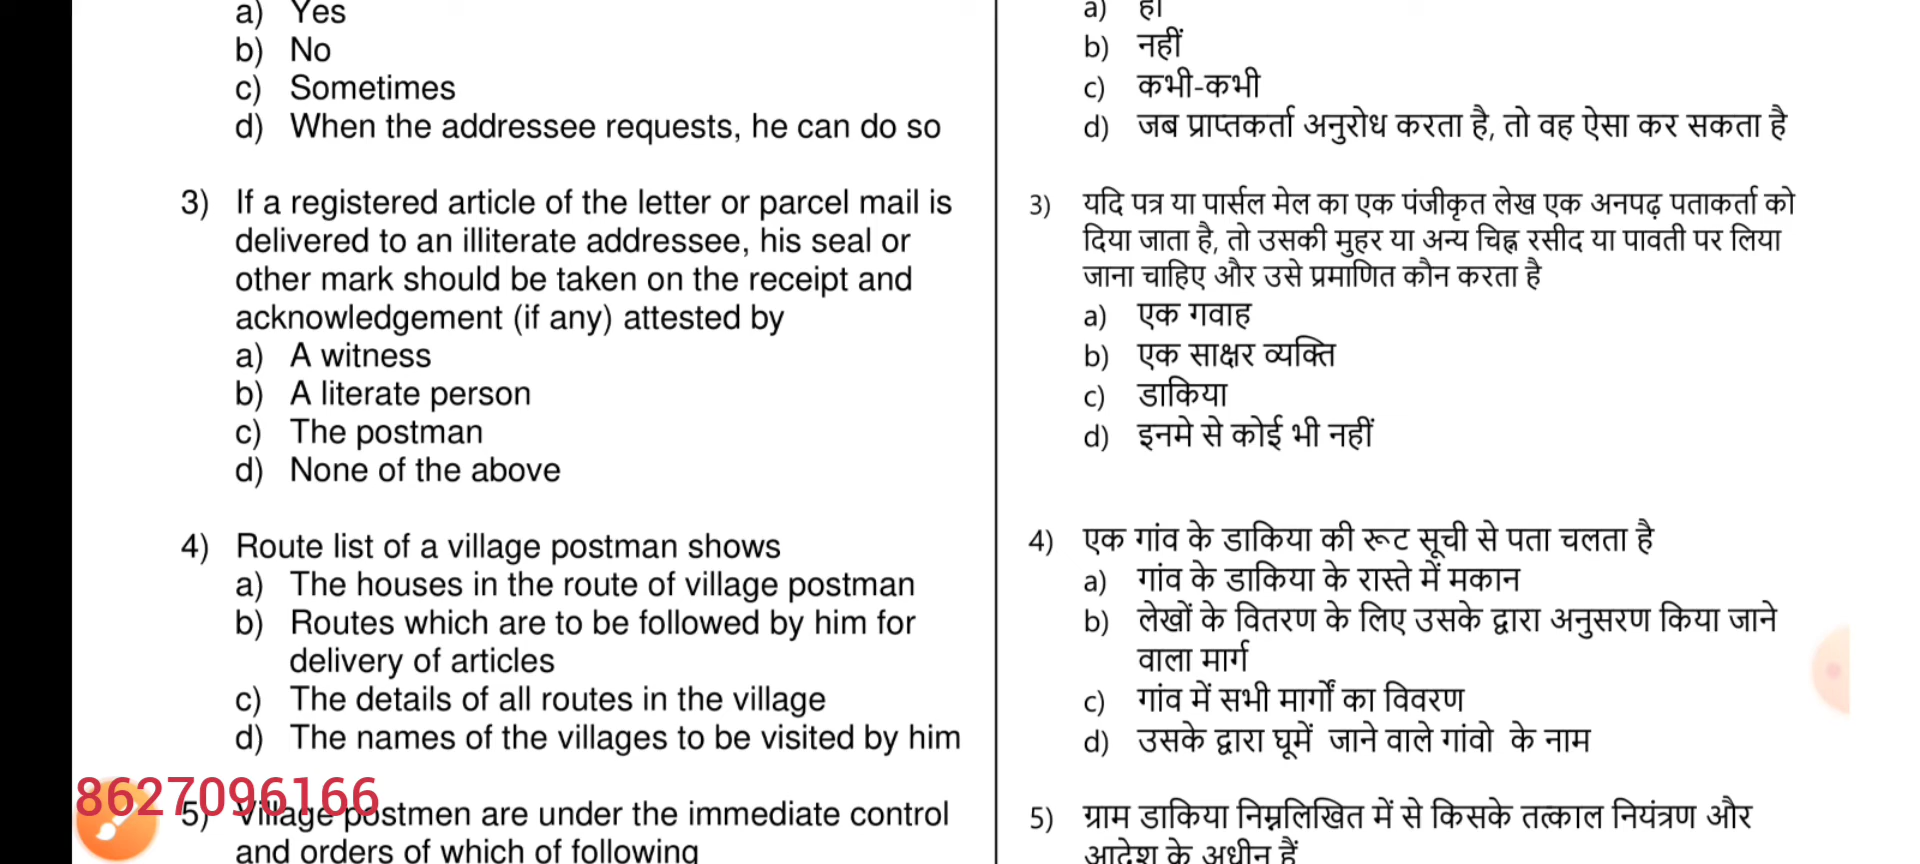 a) Yes
b) No
c) Sometimes
d) When the addressee requests, he can do so
3) If a registered article of the letter or parcel mail is
delivered to an illiterate addressee, his seal or
other mark should be taken on the receipt and
acknowledgement (if any) attested by
a) A witness
b) A literate person
c) The postman
d) None of the above
4) Route list of a village postman shows
a) The houses in the route of village postman
b) Routes which are to be followed by him for
delivery of articles
c) The details of all routes in the village
d) The names of the villages to be visited by him
8627096166
5) Village postmen are under the immediate control
and orders of which of following
a) हाँ
b) नहीं
c) कभी-कभी
d) जब प्राप्तकर्ता अनुरोध करता है, तो वह ऐसा कर सकता है
3) यदि पत्र या पार्सल मेल का एक पंजीकृत लेख एक अनपढ़ पताकर्ता को
दिया जाता है, तो उसकी मुहर या अन्य चिह्न रसीद या पावती पर लिया
जाना चाहिए और उसे प्रमाणित कौन करता है
a) एक गवाह
b) एक साक्षर व्यक्ति
c) डाकिया
d) इनमे से कोई भी नहीं
4) एक गांव के डाकिया की रूट सूची से पता चलता है
a) गांव के डाकिया के रास्ते में मकान
b) लेखों के वितरण के लिए उसके द्वारा अनुसरण किया जाने
वाला मार्ग
c) गांव में सभी मार्गों का विवरण
d) उसके द्वारा घूमें जाने वाले गांवो के नाम
5) ग्राम डाकिया निम्नलिखित में से किसके तत्काल नियंत्रण और
आदेश के अधीन हैं